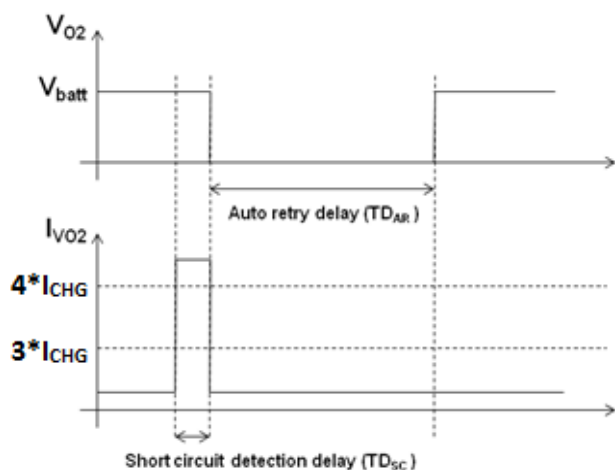 VO2
Vbatt
Auto retry delay (TDAR)
IVO2
4*ICHG
3*ICHG
Short circuit detection delay (TDSC)